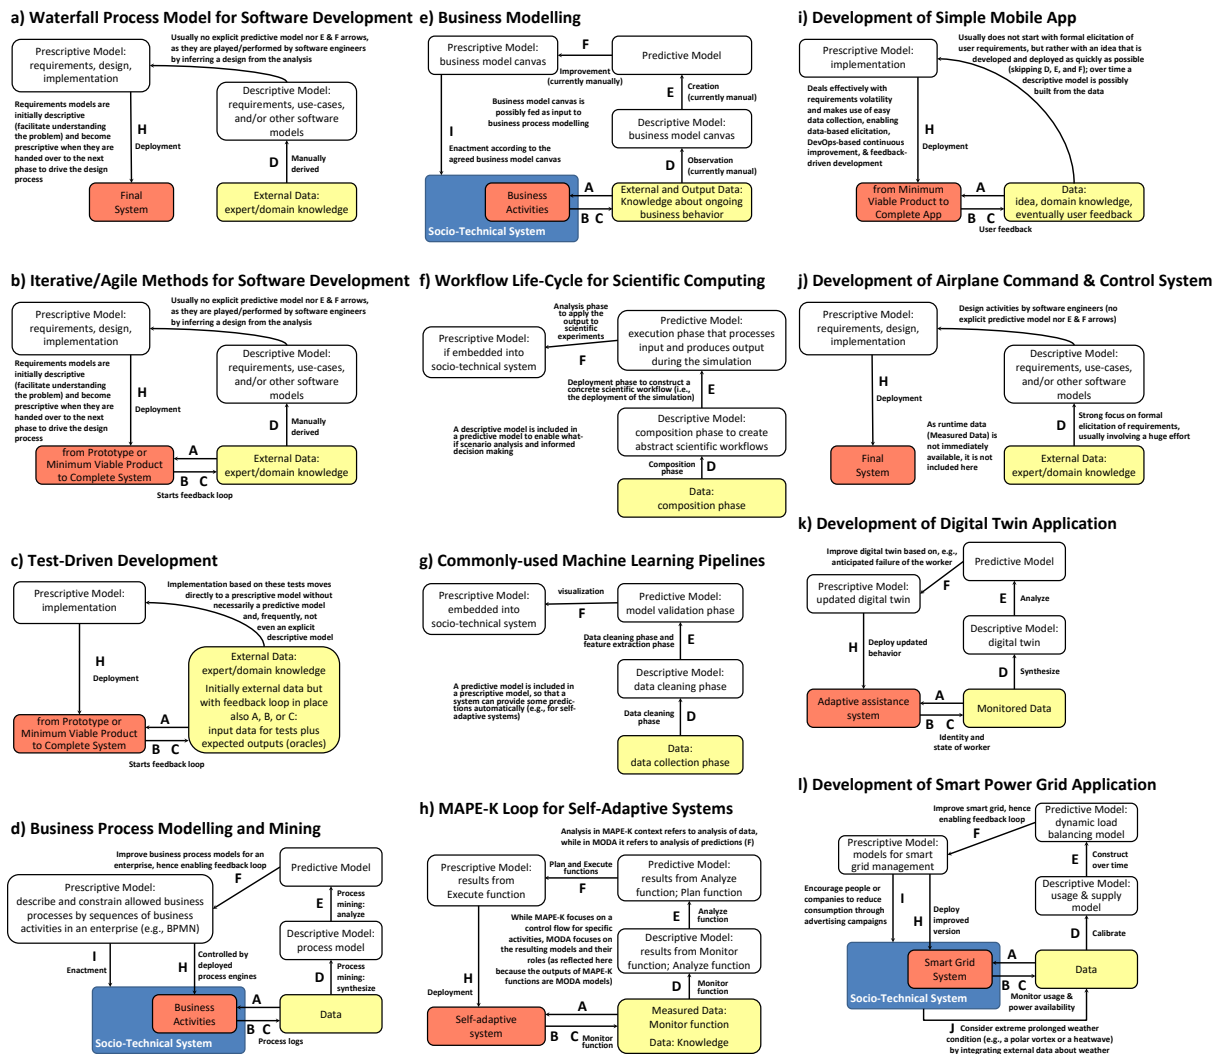 a) Waterfall Process Model for Software Development
Usually no explicit predictive model nor E & F arrows,
as they are played/performed by software engineers
by inferring a design from the analysis
Prescriptive Model:
requirements, design,
implementation
Requirements models are
initially descriptive
(facilitate understanding
the problem) and become
prescriptive when they are
handed over to the next
phase to drive the design
process
H
Deployment
Descriptive Model:
requirements, use-cases,
and/or other software
models
D
Manually
derived
Final
System
External Data:
expert/domain knowledge
b) Iterative/Agile Methods for Software Development
Usually no explicit predictive model nor E & F arrows,
as they are played/performed by software engineers
by inferring a design from the analysis
Prescriptive Model:
requirements, design,
implementation
Requirements models are
initially descriptive
(facilitate understanding
the problem) and become
prescriptive when they are
handed over to the next
phase to drive the design
process
H
Deployment
Descriptive Model:
requirements, use-cases,
and/or other software
models
D
Manually
derived
from Prototype or
Minimum Viable Product
to Complete System
A
B C
Starts feedback loop
External Data:
expert/domain knowledge
c) Test-Driven Development
Prescriptive Model:
implementation
Implementation based on these tests moves
directly to a prescriptive model without
necessarily a predictive model
and, frequently, not
even an explicit
descriptive model
H
Deployment
External Data:
expert/domain knowledge
Initially external data but
with feedback loop in place
also A, B, or C:
input data for tests plus
expected outputs (oracles)
from Prototype or
Minimum Viable Product
to Complete System
A
B C
Starts feedback loop
d) Business Process Modelling and Mining
Improve business process models for an
enterprise, hence enabling feedback loop
F
Predictive Model
Prescriptive Model:
describe and constrain allowed
business processes by sequences of business
activities in an enterprise (e.g., BPMN)
E
Process
mining:
analyze
Descriptive Model:
process model
I
Enactment
H
Controlled by
deployed
process engines
D
Process
mining:
synthesize
Business
Activities
Socio-Technical System
A
B C
Process logs
Data
e) Business Modelling
Prescriptive Model:
business model canvas
F
Improvement
(currently manually)
Predictive Model
E
Creation
(currently manual)
Business model canvas is
possibly fed as input to
business process modelling
Descriptive Model:
business model canvas
I
Enactment according to the
agreed business model canvas
D
Observation
(currently manual)
Business
Activities
Socio-Technical System
A
B C
External and Output Data:
Knowledge about ongoing
business behavior
f) Workflow Life-Cycle for Scientific Computing
Analysis phase
to apply the
output to
scientific
experiments
F
Prescriptive Model:
if embedded into
socio-technical system
Predictive Model:
execution phase that processes
input and produces output
during the simulation
Deployment phase to construct a
concrete scientific workflow (i.e.,
the deployment of the simulation)
E
A descriptive model is included
in a predictive model to enable what-
if scenario analysis and informed
decision making
Descriptive Model:
composition phase to create
abstract scientific workflows
Composition
phase
D
Data:
composition phase
g) Commonly-used Machine Learning Pipelines
Prescriptive Model:
embedded into
socio-technical system
visualization
F
Predictive Model:
model validation phase
Data cleaning phase and
feature extraction phase
E
Descriptive Model:
data cleaning phase
A predictive model is included in
a prescriptive model, so that a
system can provide some predic-
tions automatically (e.g., for self-
adaptive systems)
Data cleaning
phase
D
Data:
data collection phase
h) MAPE-K Loop for Self-Adaptive Systems
Analysis in MAPE-K context refers to analysis of data,
while in MODA it refers to analysis of predictions (F)
Prescriptive Model:
results from
Execute function
Plan and Execute
functions
F
Predictive Model:
results from Analyze
function; Plan function
While MAPE-K focuses on a
control flow for specific
activities, MODA focuses on
the resulting models and
their roles (as reflected here
because the outputs of MAPE-K
functions are MODA models)
E
Analyze
function
Descriptive Model:
results from Monitor
function; Analyze function
H
Deployment
D
Monitor
function
Self-adaptive
system
A
B C
Monitor
function
Measured Data:
Monitor function
Data: Knowledge
i) Development of Simple Mobile App
Prescriptive Model:
implementation
Usually does not start with formal elicitation of
user requirements, but rather with an idea that is
developed and deployed as quickly as possible
(skipping D, E, and F); over time
a descriptive model is possibly
built from the data
Deals effectively with
requirements volatility
and makes use of easy
data collection, enabling
data-based elicitation,
DevOps-based continuous
improvement, & feedback-
driven development
H
Deployment
from Minimum
Viable Product to
Complete App
A
B C
User feedback
Data:
idea, domain knowledge,
eventually user feedback
j) Development of Airplane Command & Control System
Prescriptive Model:
requirements, design,
implementation
Design activities by software engineers (no
explicit predictive model nor E & F arrows)
Descriptive Model:
requirements, use-cases,
and/or other software
models
H
Deployment
As runtime data
(Measured Data) is
not immediately
available, it is not
included here
D
Strong focus on formal
elicitation of requirements,
usually involving a huge effort
Final
System
External Data:
expert/domain knowledge
k) Development of Digital Twin Application
Improve digital twin based on, e.g.,
anticipated failure of the worker
F
Predictive Model
Prescriptive Model:
updated digital twin
E
Analyze
Descriptive Model:
digital twin
H
Deploy updated
behavior
D
Synthesize
Adaptive assistance
system
A
B C
Identity and
state of worker
Monitored Data
l) Development of Smart Power Grid Application
Improve smart grid, hence
enabling feedback loop
F
Predictive Model:
dynamic load
balancing model
Prescriptive Model:
models for smart
grid management
E
Construct
over time
Encourage people or
companies to reduce
consumption through
advertising campaigns
I
H
Deploy
improved
version
Descriptive Model:
usage & supply
model
D
Calibrate
Smart Grid
System
Socio-Technical System
A
B C
Monitor usage &
power availability
Data
J Consider extreme prolonged weather
condition (e.g., a polar vortex or a heatwave)
by integrating external data about weather